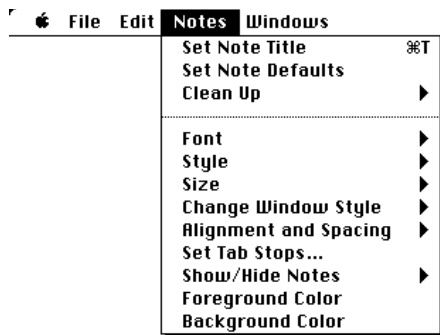 File Edit Notes Windows
Set Note Title ⌘T
Set Note Defaults
Clean Up
Font
Style
Size
Change Window Style
Alignment and Spacing
Set Tab Stops...
Show/Hide Notes
Foreground Color
Background Color